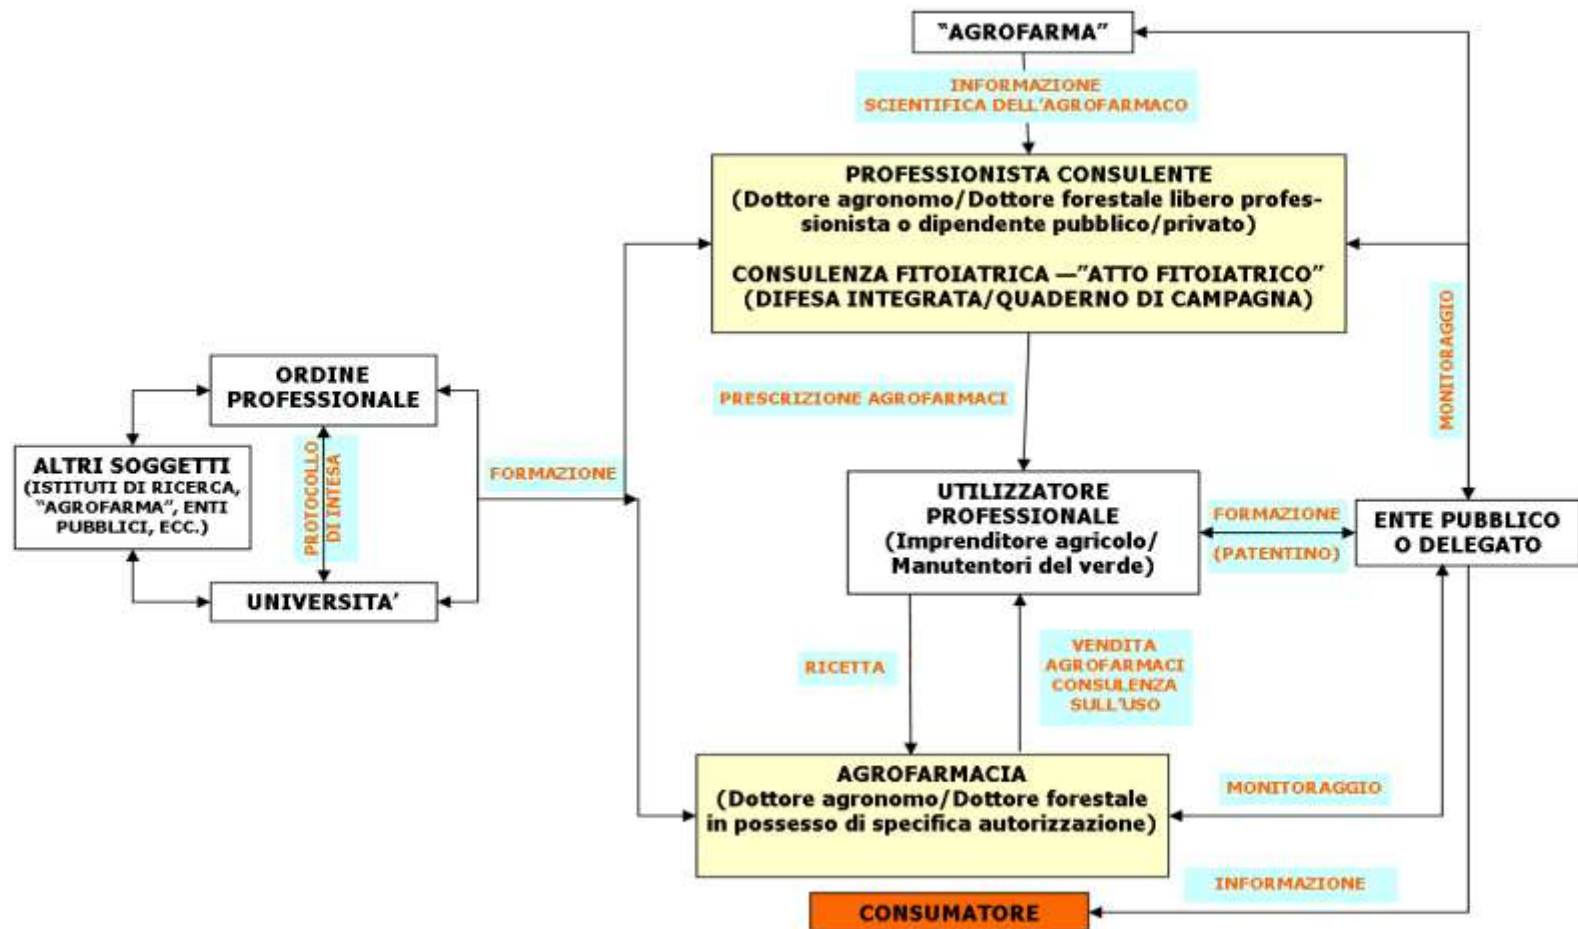 "AGROFARMA"
INFORMAZIONE
SCIENTIFICA DELL'AGROFARMACO
PROFESSIONISTA CONSULENTE
(Dottore agronomo/Dottore forestale libero profes-
sionista o dipendente pubblico/privato)
CONSULENZA FITOIATRICA —"ATTO FITOIATRICO"
(DIFESA INTEGRATA/QUADERNO DI CAMPAGNA)
MONITORAGGIO
ORDINE
PROFESSIONALE
PRESCRIZIONE AGROFARMACI
ALTRI SOGGETTI
(ISTITUTI DI RICERCA,
"AGROFARMA", ENTI
PUBBLICI, ECC.)
PROTOCOLLO
DI INTESA
FORMAZIONE
UNIVERSITA'
UTILIZZATORE
PROFESSIONALE
(Imprenditore agricolo/
Manutentori del verde)
FORMAZIONE
(PATENTINO)
ENTE PUBBLICO
O DELEGATO
RICETTA
VENDITA
AGROFARMACI
CONSULENZA
SULL'USO
AGROFARMACIA
(Dottore agronomo/Dottore forestale
in possesso di specifica autorizzazione)
MONITORAGGIO
INFORMAZIONE
CONSUMATORE